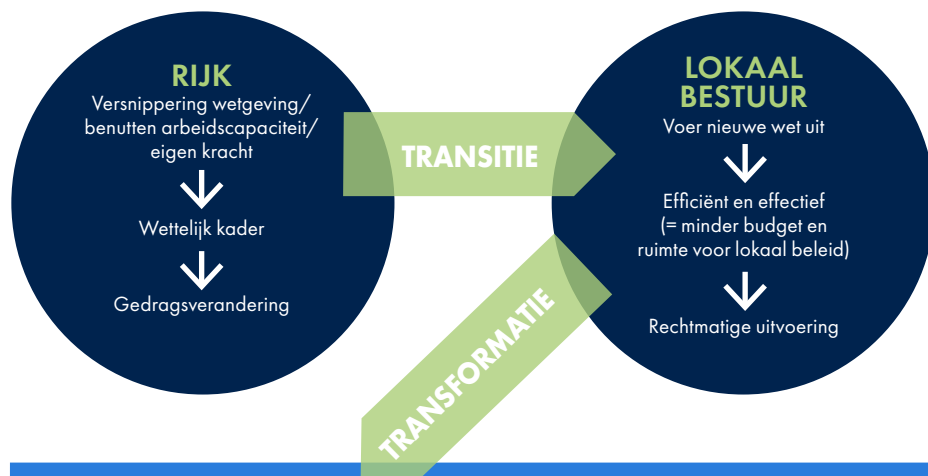 RIJK
Versnippering wetgeving/
benutten arbeidscapaciteit/
eigen kracht
Wettelijk kader
Gedragsverandering
TRANSITIE
LOKAAL
BESTUUR
Voer nieuwe wet uit
Efficiënt en effectief
(= minder budget en
ruimte voor lokaal beleid)
Rechtmatige uitvoering
TRANSFORMATIE